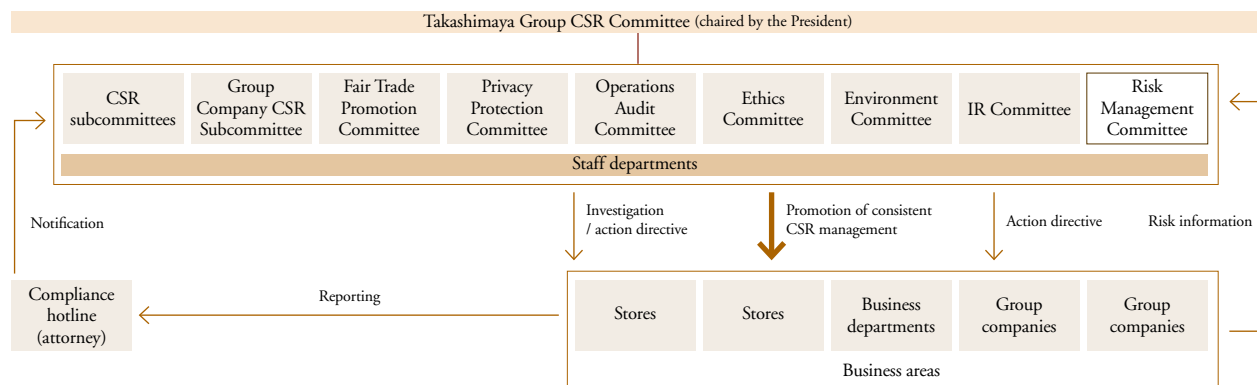 Takashimaya Group CSR Committee (chaired by the President)
CSR
subcommittees
Group
Company CSR
Subcommittee
Fair Trade
Promotion
Committee
Privacy
Protection
Committee
Operations
Audit
Committee
Ethics
Committee
Environment
Committee
IR Committee
Risk
Management
Committee
Staff departments
Notification
Investigation
/ action directive
Promotion of consistent
CSR management
Action directive
Risk information
Compliance
hotline
(attorney)
Reporting
Stores
Stores
Business
departments
Group
companies
Group
companies
Business areas